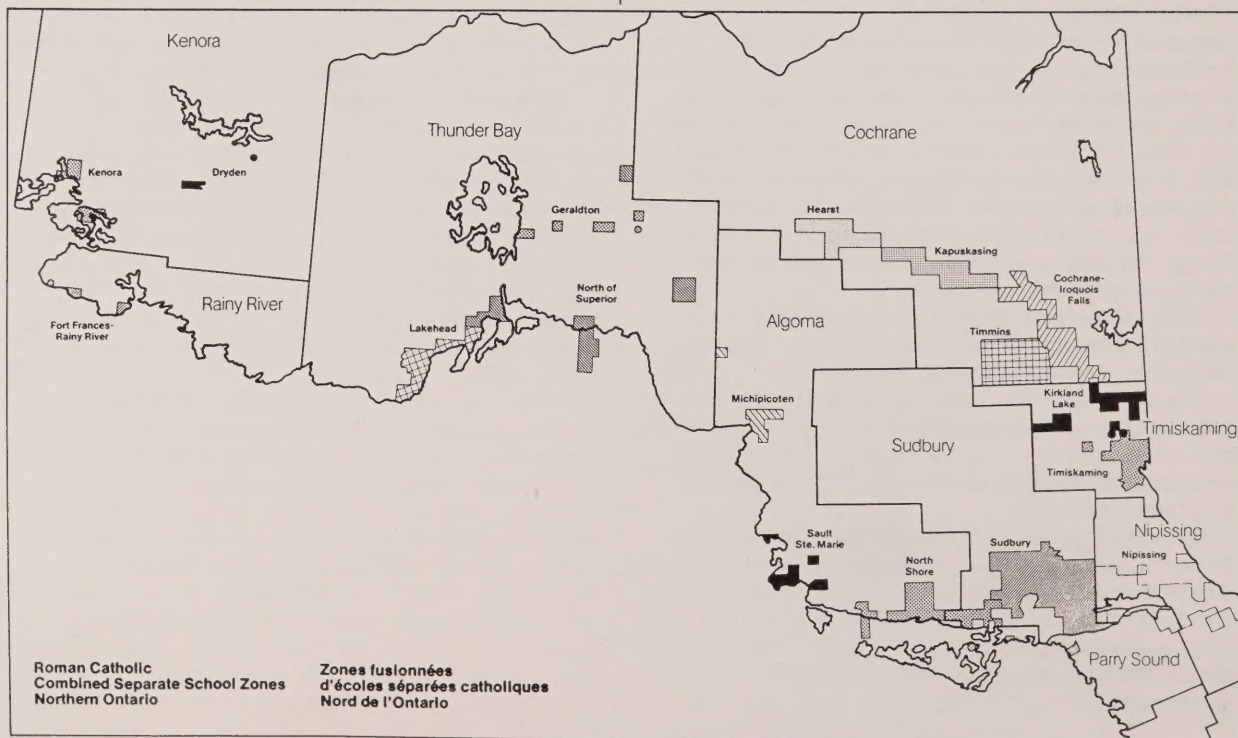 Kenora
Thunder Bay
Cochrane
Kenora
Dryden
Geraldton
Hearst
Kapuskasing
Cochrane-
Iroquois
Falls
Rainy River
North of
Superior
Algoma
Fort Frances-
Rainy River
Lakehead
Timmins
Michipicoten
Kirkland
Lake
Sudbury
Timiskaming
Timiskaming
Nipissing
Sault
Ste. Marie
North
Shore
Sudbury
Nipissing
Parry Sound
Roman Catholic
Combined Separate School Zones
Northern Ontario
Zones fusionnées
d'écoles séparées catholiques
Nord de l'Ontario